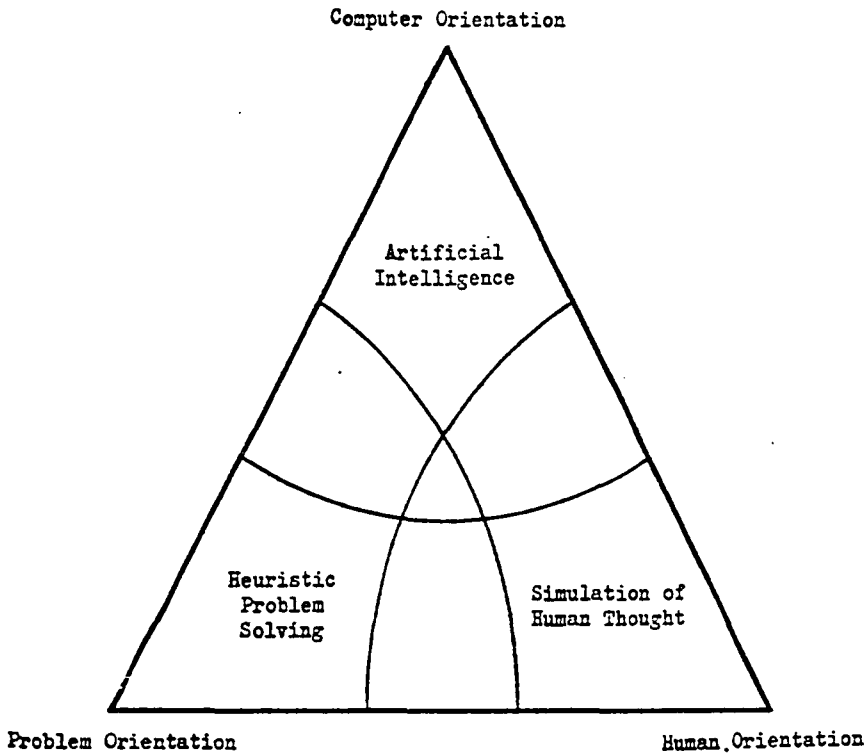 Computer Orientation
Artificial
Intelligence
Heuristic
Problem
Solving
Simulation of
Human Thought
Problem Orientation
Human Orientation